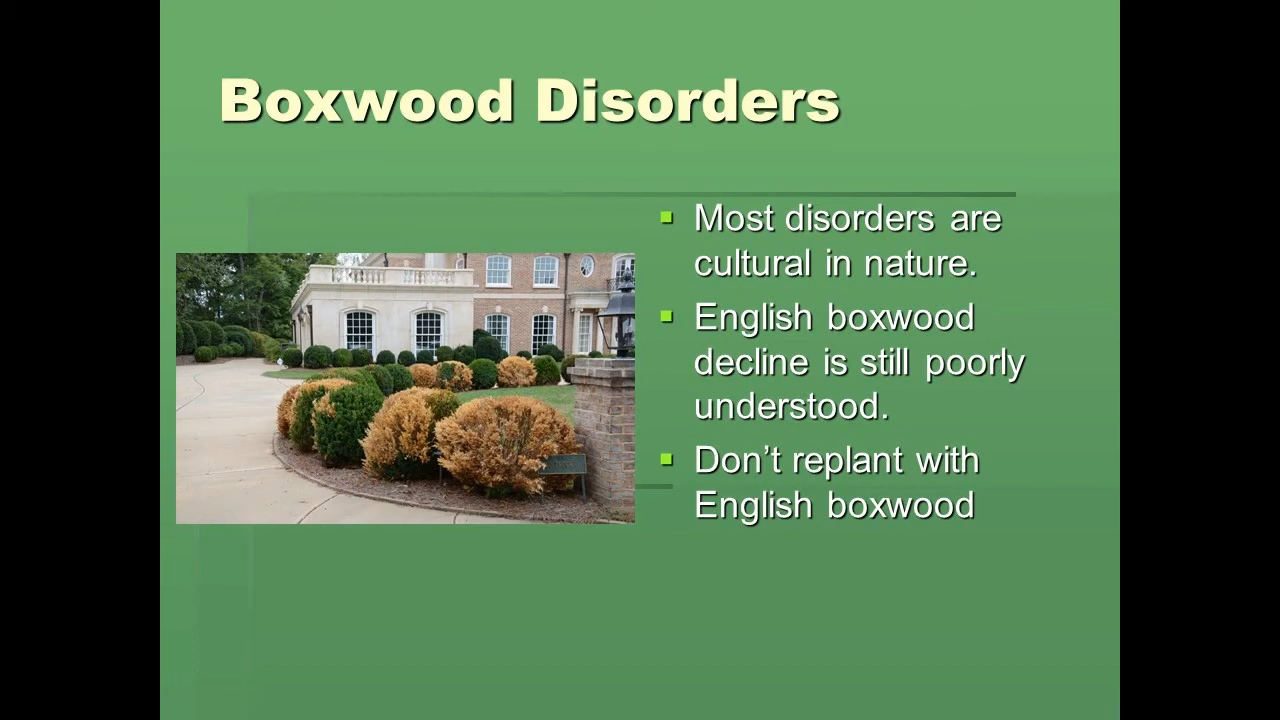 Boxwood Disorders
Most disorders are
cultural in nature.
English boxwood
decline is still poorly
understood.
Don’t replant with
English boxwood